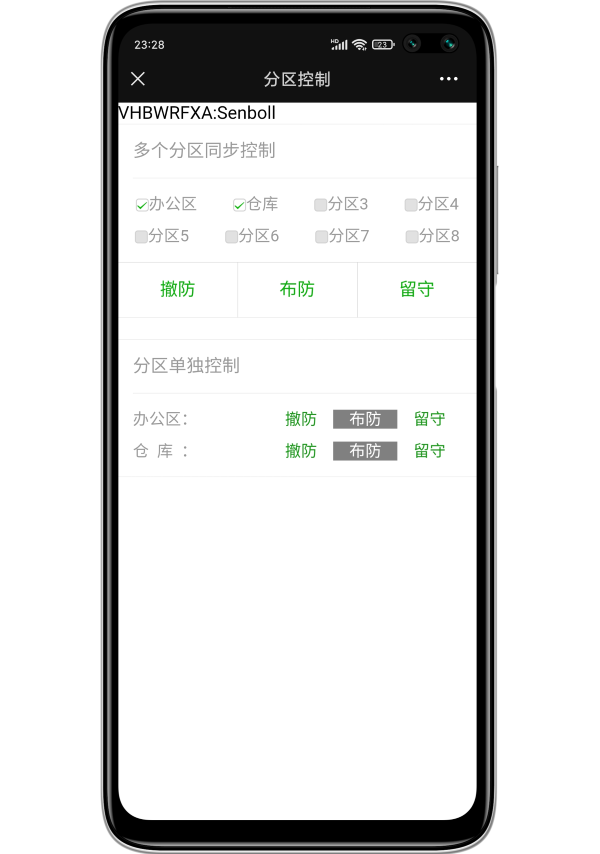 23:28 HD 23
分区控制
VHBWRFXA:Senboll
多个分区同步控制
办公区 仓库 分区3 分区4
分区5 分区6 分区7 分区8
撤防 布防 留守
分区单独控制
办公区: 撤防 布防 留守
仓 库 : 撤防 布防 留守